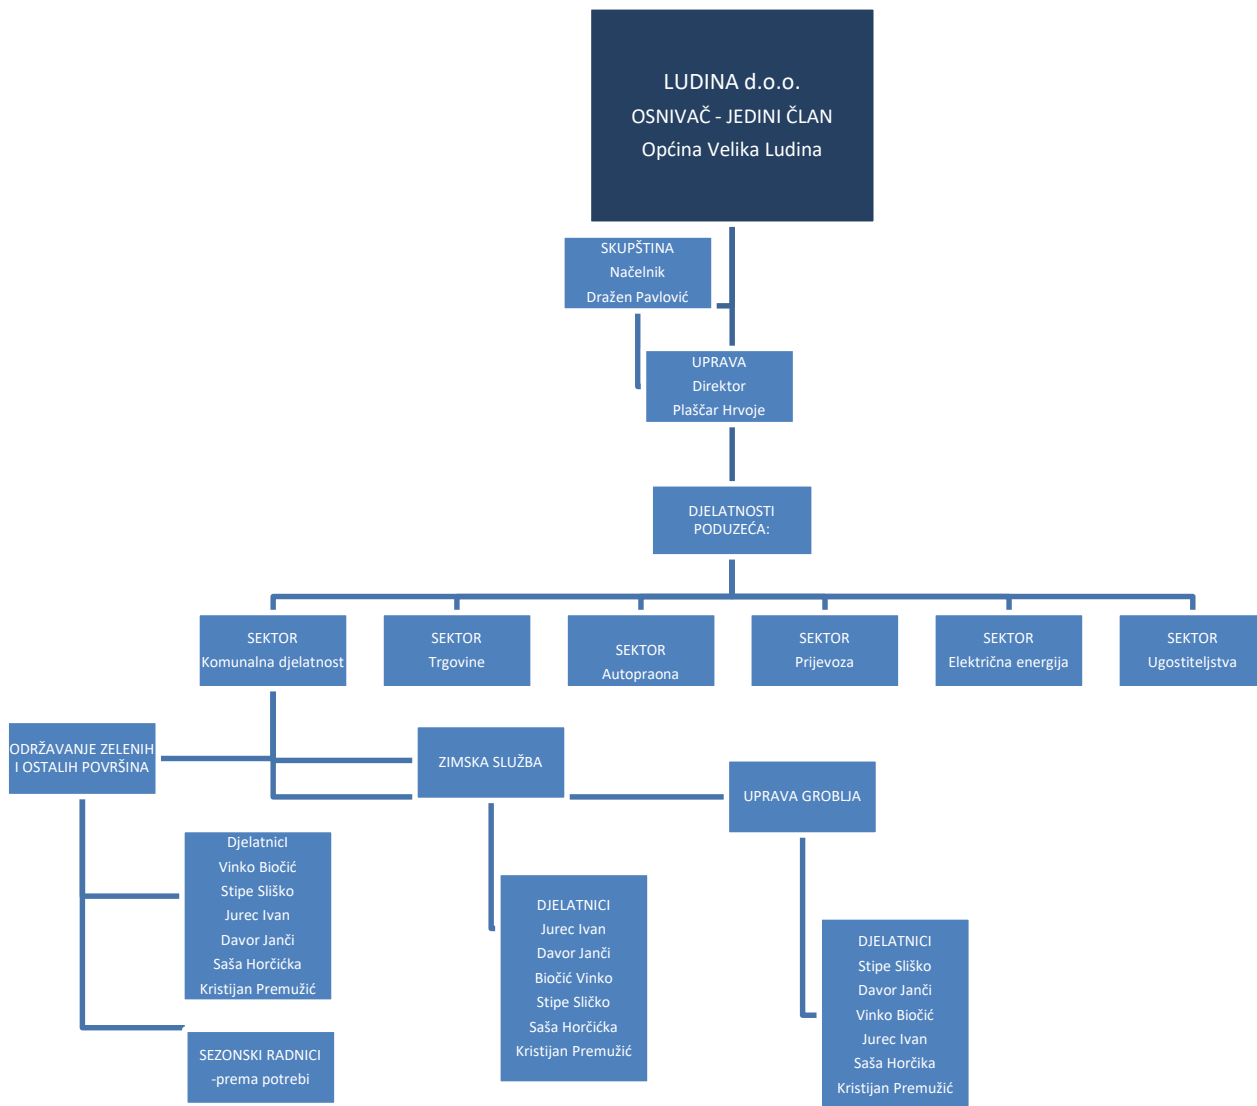 LUDINA d.o.o.
OSNIVAČ - JEDINI ČLAN
Općina Velika Ludina
SKUPŠTINA
Načelnik
Dražen Pavlović
UPRAVA
Direktor
Plaščar Hrvoje
DJELATNOSTI
PODUZEĆA:
SEKTOR
Komunalna djelatnost
SEKTOR
Trgovine
SEKTOR
Autopraona
SEKTOR
Prijevoza
SEKTOR
Električna energija
SEKTOR
Ugostiteljstva
ODRŽAVANJE ZELENIH
I OSTALIH POVRŠINA
ZIMSKA SLUŽBA
UPRAVA GROBLJA
DjelatnicI
Vinko Biočić
Stipe Sliško
Jurec Ivan
Davor Janči
Saša Horčićka
Kristijan Premužić
SEZONSKI RADNICI
-prema potrebi
DJELATNICI
Jurec Ivan
Davor Janči
Biočić Vinko
Stipe Sličko
Saša Horčićka
Kristijan Premužić
DJELATNICI
Stipe Sliško
Davor Janči
Vinko Biočić
Jurec Ivan
Saša Horčika
Kristijan Premužić